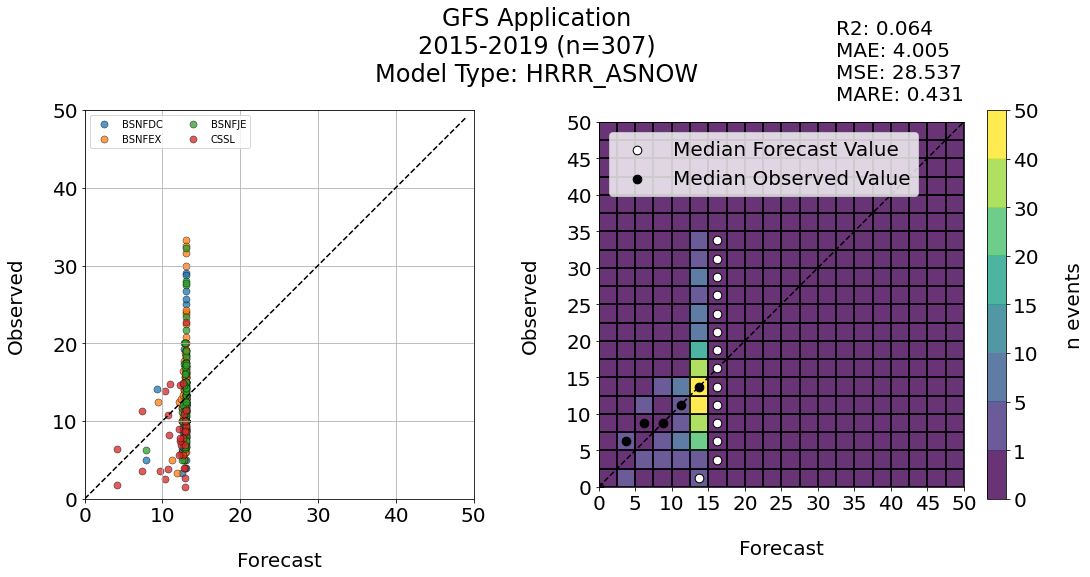 GFS Application
2015-2019 (n=307)
Model Type: HRRR_ASNOW
R2: 0.064
MAE: 4.005
MSE: 28.537
MARE: 0.431
BSNFDC
BSNFEX
BSNFJE
CSSL
50
40
30
20
10
0
Observed
0 10 20 30 40 50
Forecast
Median Forecast Value
Median Observed Value
50
45
40
35
30
25
20
15
10
5
0
Observed
0 5 10 15 20 25 30 35 40 45 50
Forecast
50
40
30
20
15
10
5
1
0
n events